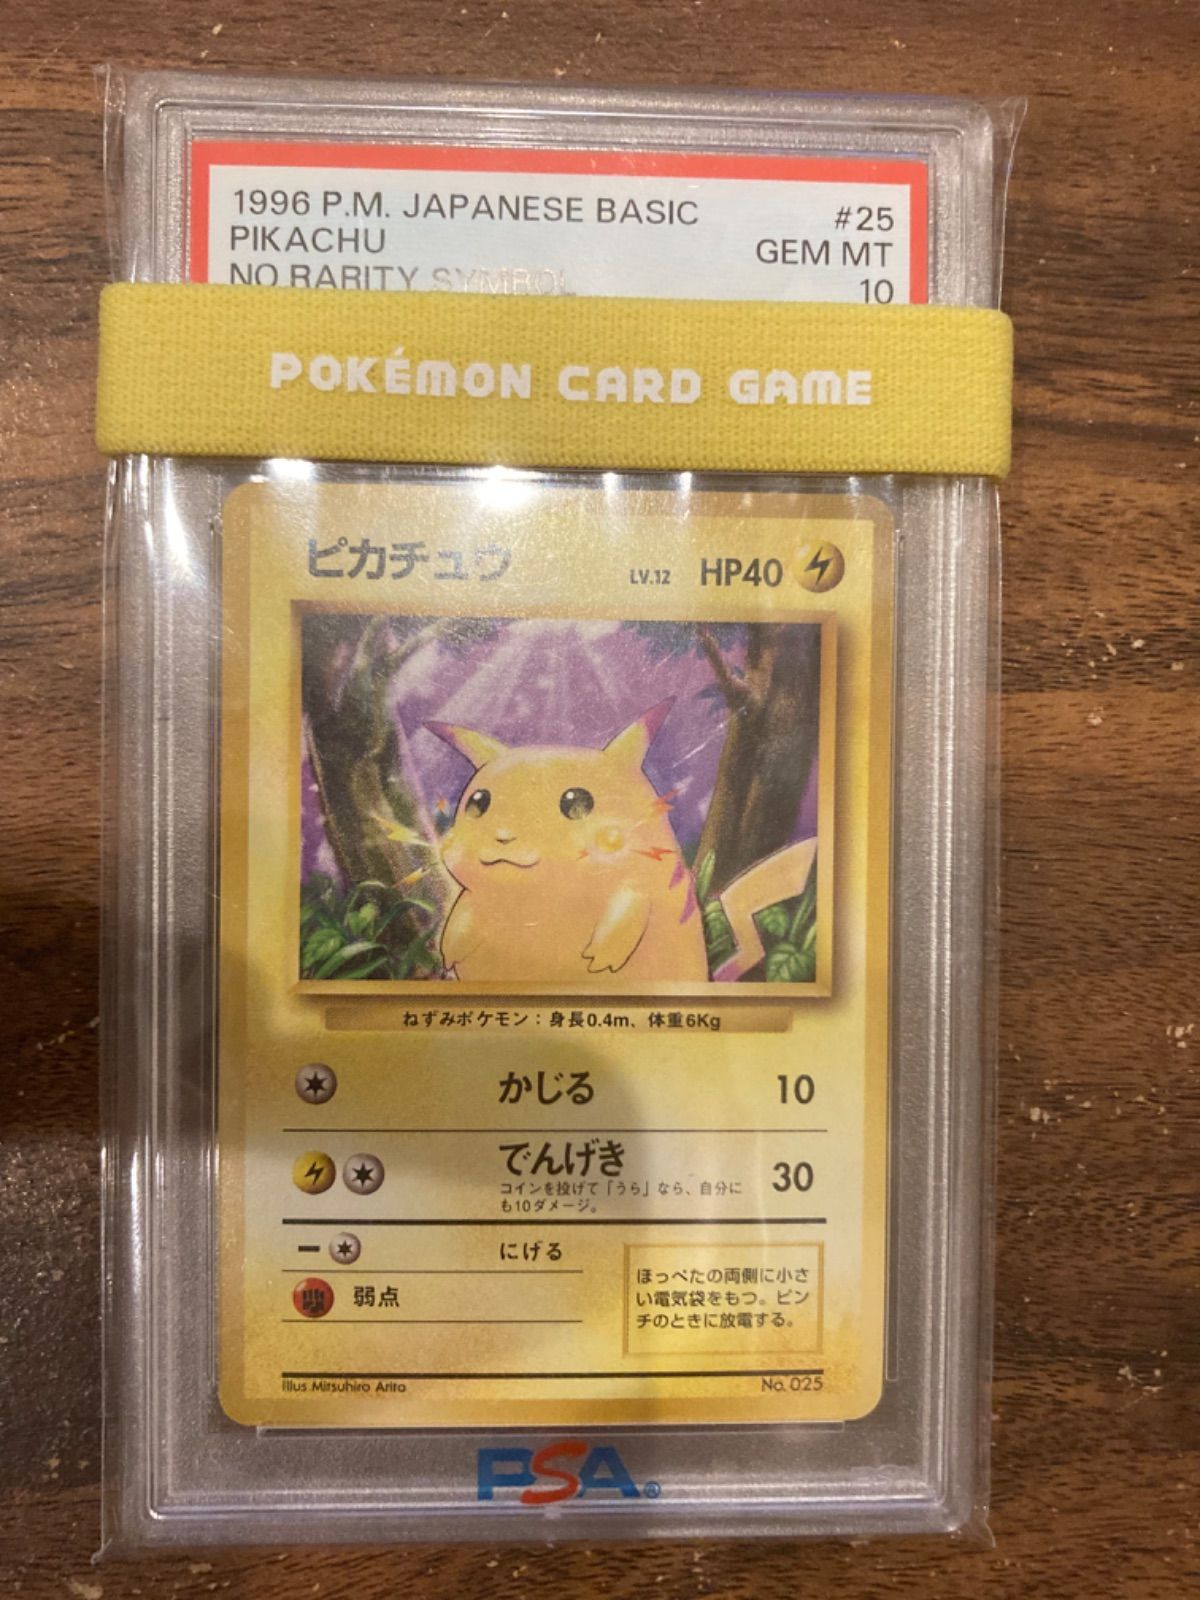 1996 P.M. JAPANESE BASIC #25
PIKACHU GEM MT
NO RARITY SYMBOL 10
POKÉMON CARD GAME
ピカチュウ LV.12 HP40
ねずみポケモン：身長0.4m、体重6Kg
かじる 10
でんげき 30
コインを投げて「うら」なら、自分に
も10ダメージ。
にげる
弱点
ほっぺたの両側に小さ
い電気袋をもつ。ピン
チのときに放電する。
Illus. Mitsuhiro Arita No. 025
PSA®